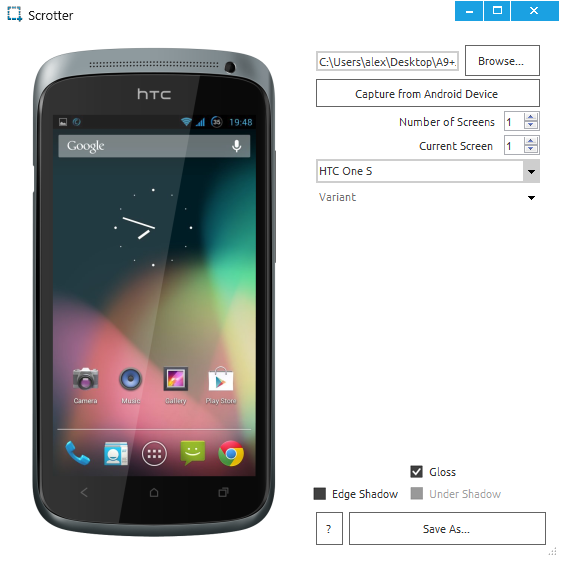 Scrotter
C:\Users\alex\Desktop\A9+.
Browse...
Capture from Android Device
Number of Screens 1
Current Screen 1
HTC One S
Variant
hTC
35 19:48
Google
Camera Music Gallery Play Store
Gloss
Edge Shadow Under Shadow
? Save As...